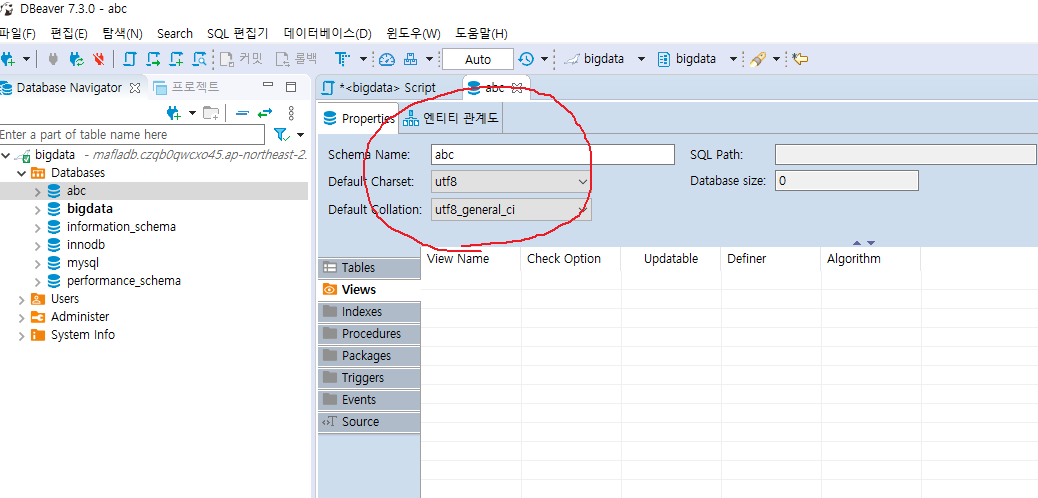 DBeaver 7.3.0 - abc
파일(F) 편집(E) 탐색(N) Search SQL 편집기 데이터베이스(D) 윈도우(W) 도움말(H)
커밋 롤백 Auto bigdata bigdata
Database Navigator 프로젝트
*<bigdata> Script abc
Properties 엔티티 관계도
Enter a part of table name here
bigdata - mafladb.czqb0qwcxo45.ap-northeast-2.
Databases
abc
bigdata
information_schema
innodb
mysql
performance_schema
Users
Administer
System Info
Schema Name: abc SQL Path:
Default Charset: utf8 Database size: 0
Default Collation: utf8_general_ci
View Name Check Option Updatable Definer Algorithm
Tables
Views
Indexes
Procedures
Packages
Triggers
Events
Source